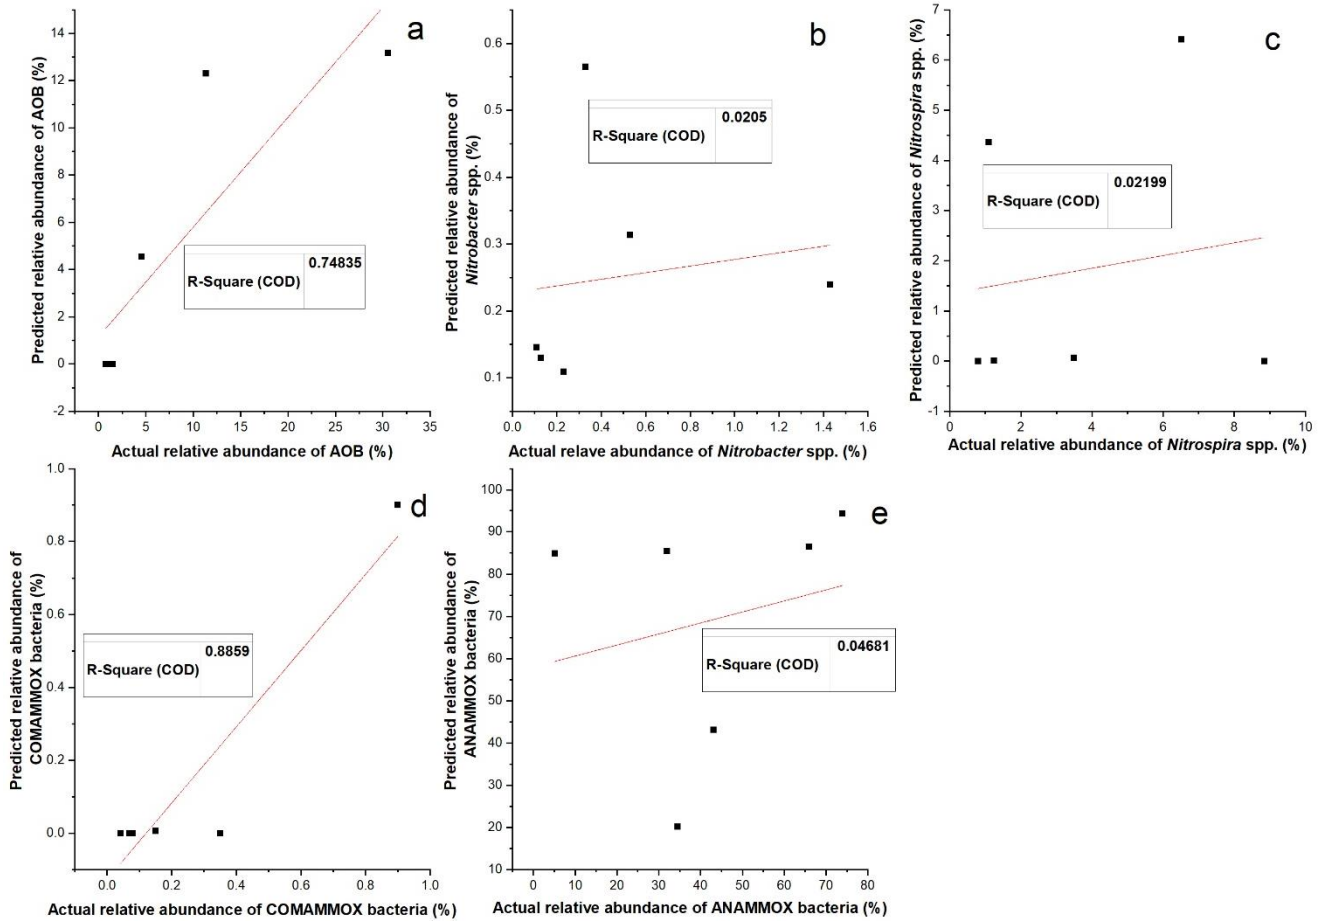 a
Predicted relative abundance of AOB (%)
14
12
10
8
6
4
2
0
-2
R-Square (COD) 0.74835
0 5 10 15 20 25 30 35
Actual relative abundance of AOB (%)
b
Predicted relative abundance of
Nitrobacter spp. (%)
0.6
0.5
0.4
0.3
0.2
0.1
R-Square (COD) 0.0205
0.0 0.2 0.4 0.6 0.8 1.0 1.2 1.4 1.6
Actual relave abundance of Nitrobacter spp. (%)
c
Predicted relative abundance of Nitrospira spp. (%)
7
6
5
4
3
2
1
0
-1
R-Square (COD) 0.02199
0 2 4 6 8 10
Actual relative abundance of Nitrospira spp. (%)
d
Predicted relative abundance of
COMAMMOX bacteria (%)
1.0
0.8
0.6
0.4
0.2
0.0
R-Square (COD) 0.8859
0.0 0.2 0.4 0.6 0.8 1.0
Actual relative abundance of COMAMMOX bacteria (%)
e
Predicted relative abundance of
ANAMMOX bacteria (%)
100
90
80
70
60
50
40
30
20
10
R-Square (COD) 0.04681
0 10 20 30 40 50 60 70 80
Actual relative abundance of ANAMMOX bacteria (%)